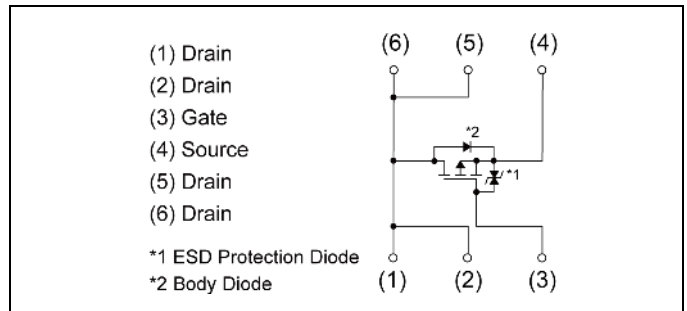 (1) Drain
(2) Drain
(3) Gate
(4) Source
(5) Drain
(6) Drain
*1 ESD Protection Diode
*2 Body Diode
(6) (5) (4)
*2
*1
(1) (2) (3)